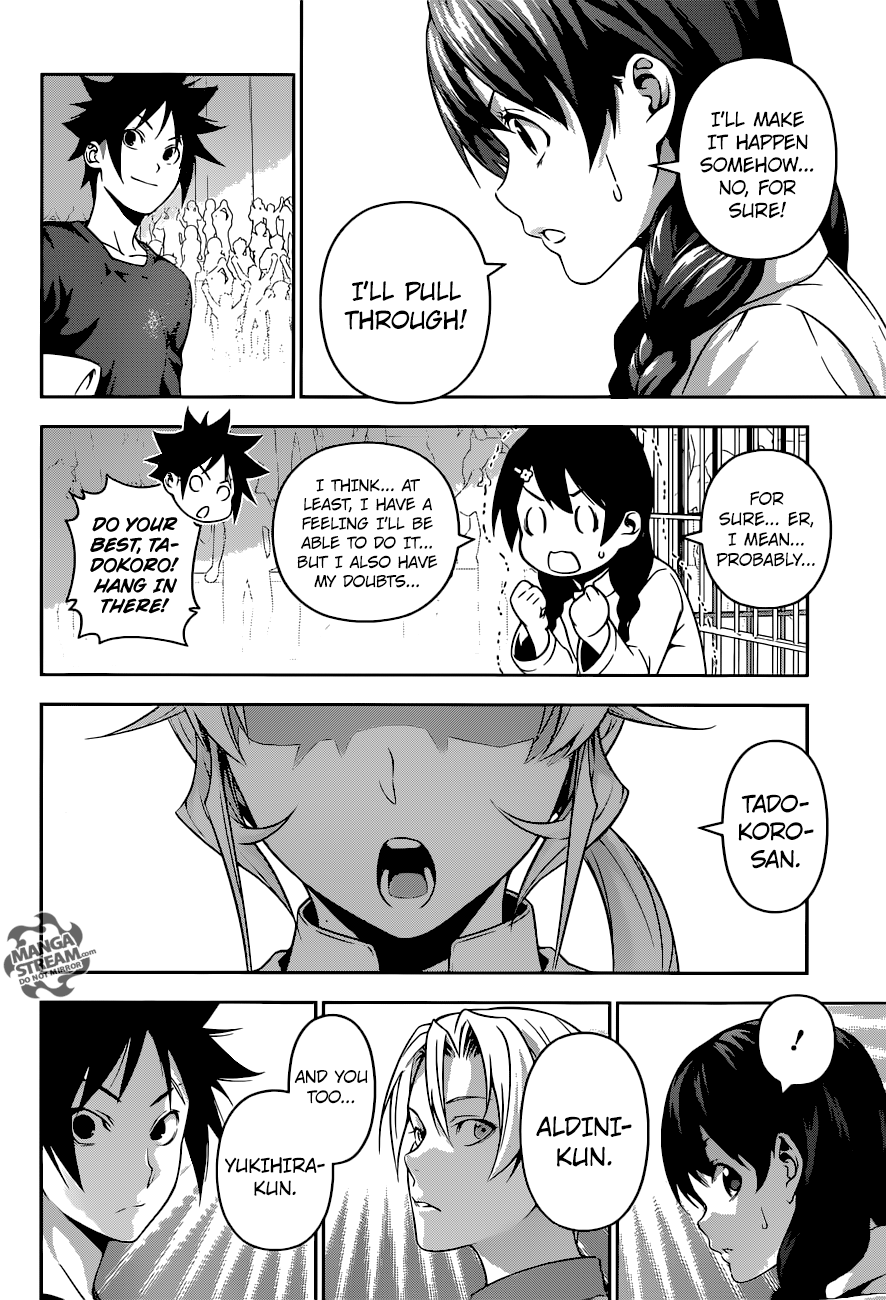 I'LL MAKE
IT HAPPEN
SOMEHOW...
NO, FOR
SURE!
I'LL PULL
THROUGH!
FOR
SURE... ER,
I MEAN...
PROBABLY...
I THINK... AT
LEAST, I HAVE A
FEELING I'LL BE
ABLE TO DO IT...
BUT I ALSO HAVE
MY DOUBTS...
DO YOUR
BEST, TA-
DOKORO!
HANG IN
THERE!
TADO-
KORO-
SAN.
MANGA
STREAM.com
DO NOT MIRROR
!
ALDINI-
KUN.
AND YOU
TOO...
YUKIHIRA-
KUN.